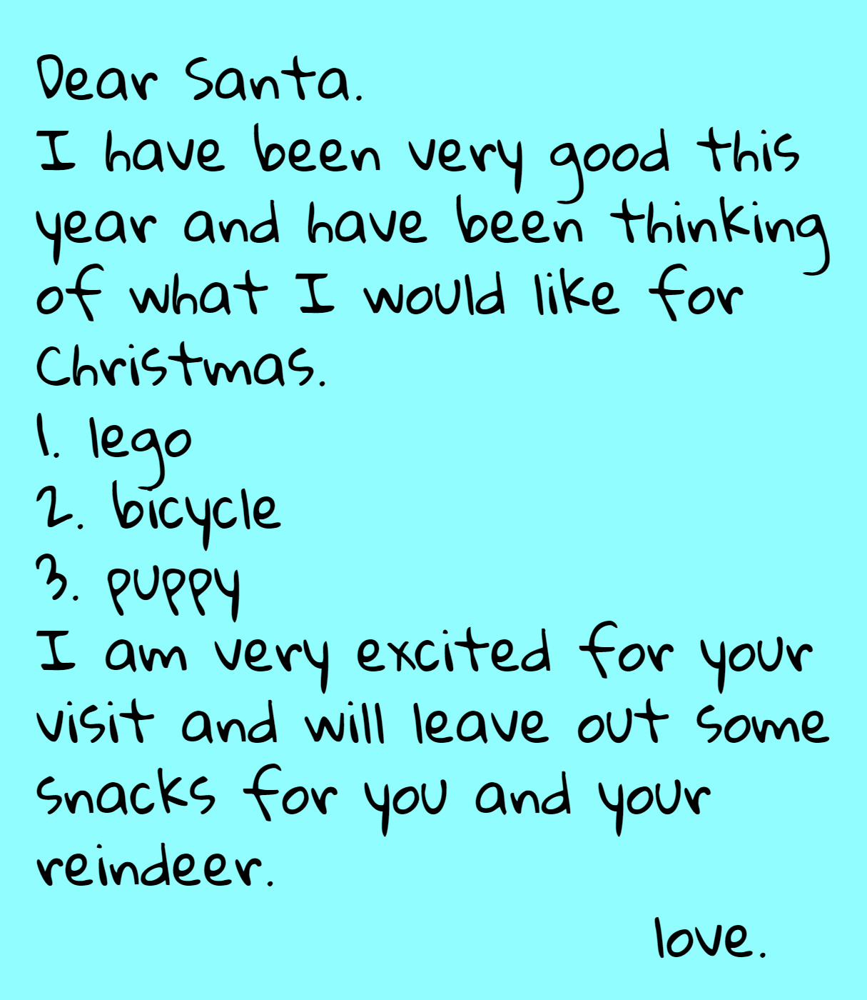 Dear Santa.
I have been very good this
year and have been thinking
of what I would like for
Christmas.
1. lego
2. bicycle
3. puppy
I am very excited for your
visit and will leave out some
snacks for you and your
reindeer.
love.